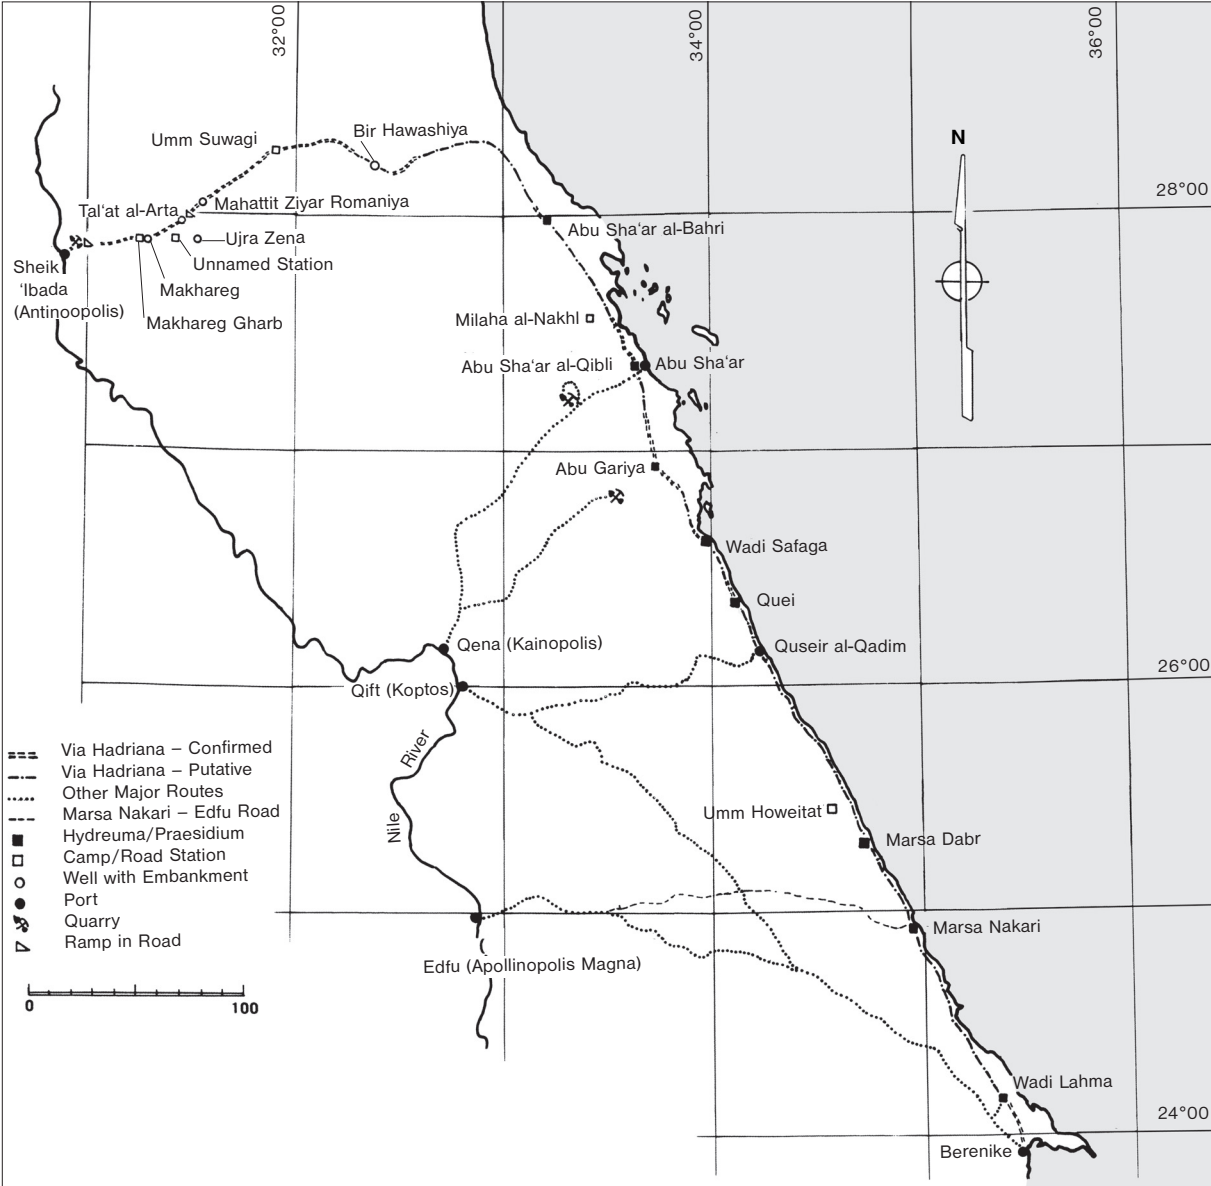 32°00
34°00
36°00
N
28°00
Umm Suwagi
Bir Hawashiya
Tal‘at al-Arta
Mahattit Ziyar Romaniya
Abu Sha‘ar al-Bahri
Ujra Zena
Unnamed Station
Sheik
‘Ibada
(Antinoopolis)
Makhareg
Makhareg Gharb
Milaha al-Nakhl
Abu Sha‘ar al-Qibli
Abu Sha‘ar
Abu Gariya
Wadi Safaga
Quei
Qena (Kainopolis)
Quseir al-Qadim
26°00
Qift (Koptos)
River
Nile
Via Hadriana – Confirmed
Via Hadriana – Putative
Other Major Routes
Marsa Nakari – Edfu Road
Hydreuma/Praesidium
Camp/Road Station
Well with Embankment
Port
Quarry
Ramp in Road
0 100
Umm Howeitat
Marsa Dabr
Marsa Nakari
Edfu (Apollinopolis Magna)
Wadi Lahma
24°00
Berenike